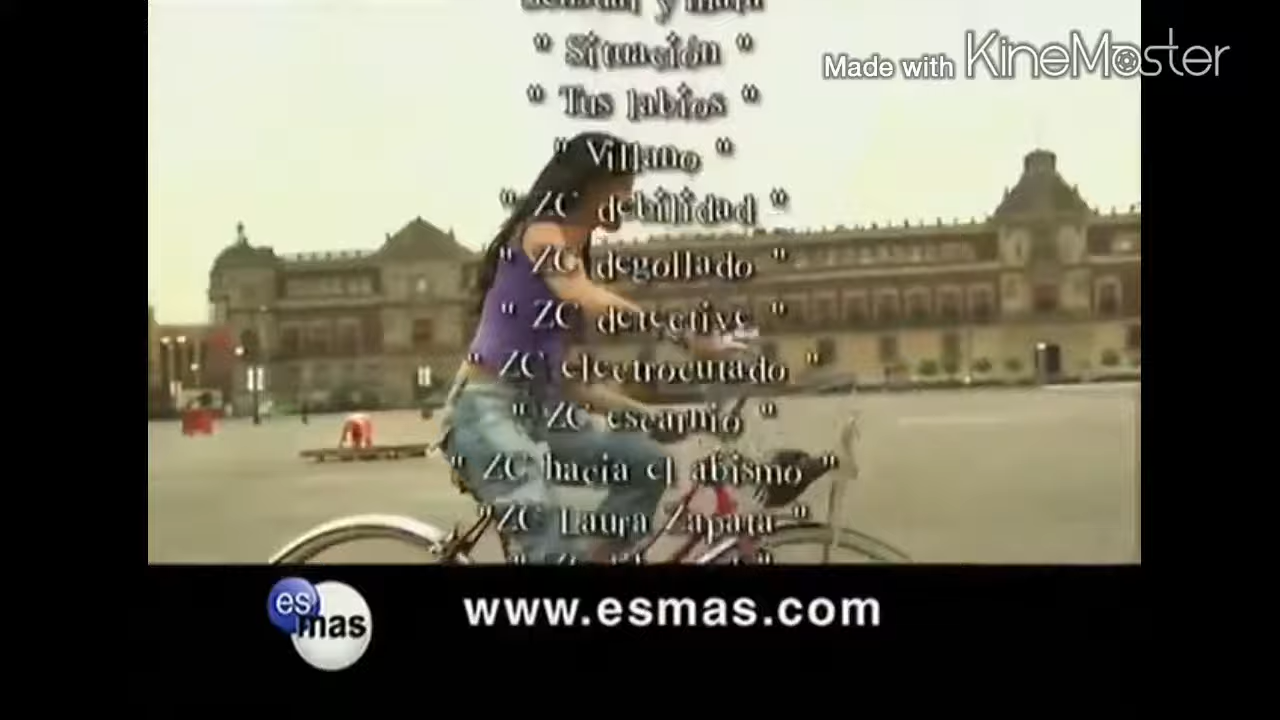 Made with KINEMASTER
" Situación "
" Tus labios "
" Villano "
" ZC debilidad "
" ZC degollado "
" ZC detective "
" ZC electrocutado "
" ZC escarnio "
" ZC hacia el abismo "
"ZC Laura Zapata "
es mas
www.esmas.com